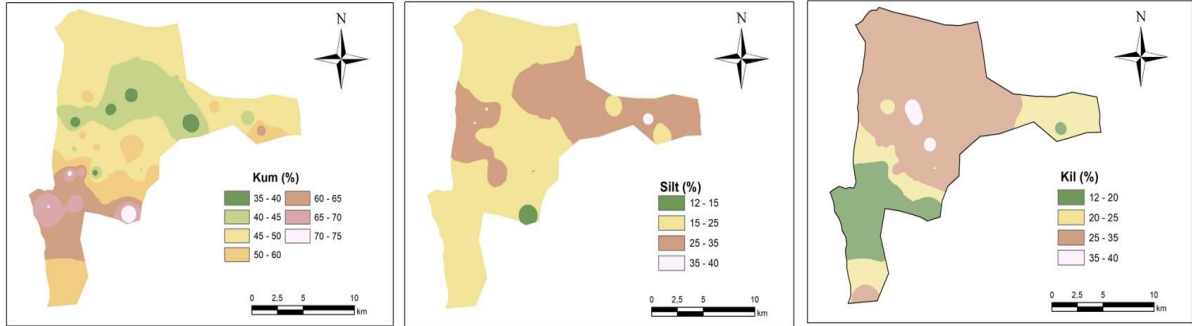 N
Kum (%)
35 - 40
40 - 45
45 - 50
50 - 60
60 - 65
65 - 70
70 - 75
0 2,5 5 10
km
N
Silt (%)
12 - 15
15 - 25
25 - 35
35 - 40
0 2,5 5 10
km
N
Kil (%)
12 - 20
20 - 25
25 - 35
35 - 40
0 2,5 5 10
km